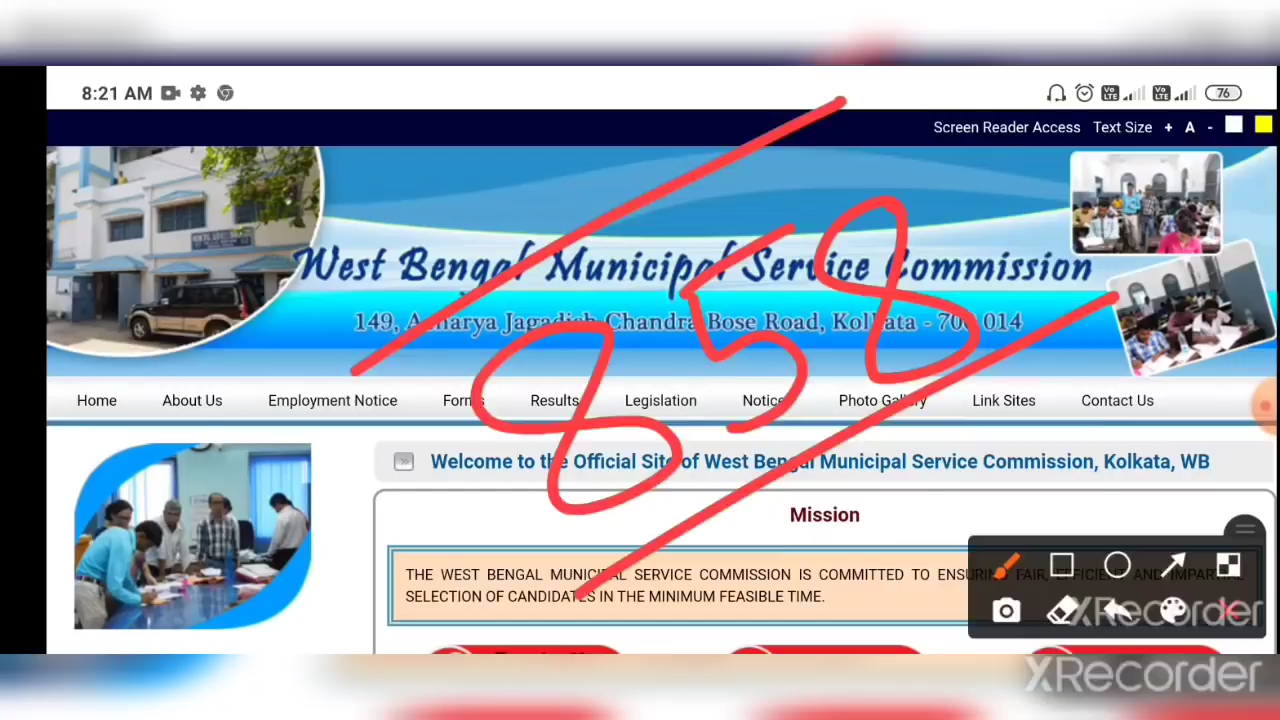 8:21 AM
Vo LTE Vo LTE 76
Screen Reader Access Text Size + A -
West Bengal Municipal Service Commission
149, Acharya Jagadish Chandra Bose Road, Kolkata - 700 014
858
Home About Us Employment Notice Forms Results Legislation Notice Photo Gallery Link Sites Contact Us
Welcome to the Official Site of West Bengal Municipal Service Commission, Kolkata, WB
Mission
THE WEST BENGAL MUNICIPAL SERVICE COMMISSION IS COMMITTED TO ENSURING FAIR, EFFICIENT AND IMPARTIAL
SELECTION OF CANDIDATES IN THE MINIMUM FEASIBLE TIME.
XRecorder
XRecorder